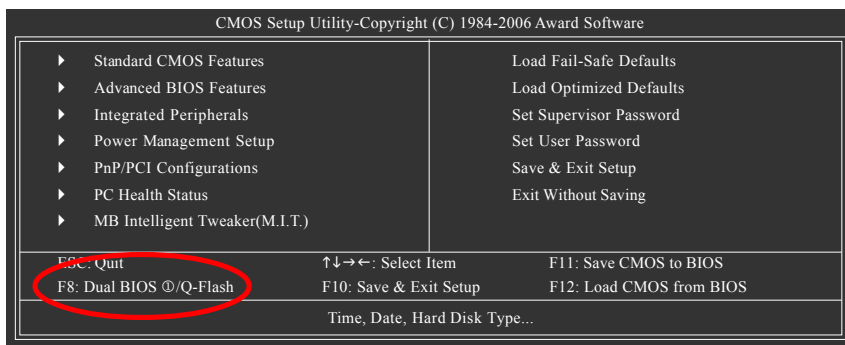 CMOS Setup Utility-Copyright (C) 1984-2006 Award Software
Standard CMOS Features
Advanced BIOS Features
Integrated Peripherals
Power Management Setup
PnP/PCI Configurations
PC Health Status
MB Intelligent Tweaker(M.I.T.)
Load Fail-Safe Defaults
Load Optimized Defaults
Set Supervisor Password
Set User Password
Save & Exit Setup
Exit Without Saving
ESC: Quit ↑↓→←: Select Item F11: Save CMOS to BIOS
F8: Dual BIOS ①/Q-Flash F10: Save & Exit Setup F12: Load CMOS from BIOS
Time, Date, Hard Disk Type...